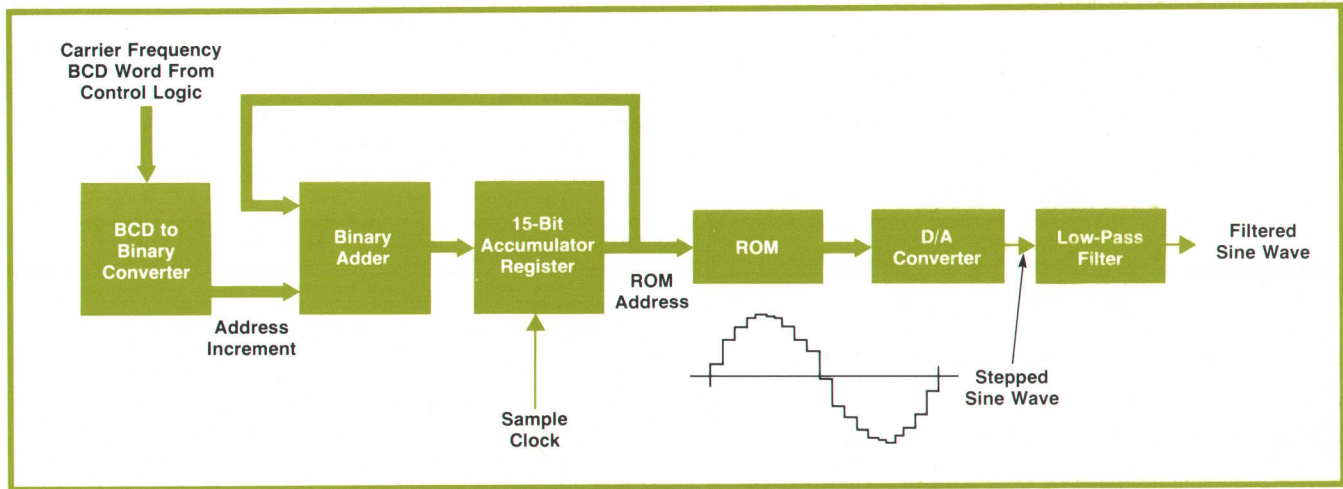 Carrier Frequency
BCD Word From
Control Logic
BCD to
Binary
Converter
Address
Increment
Binary
Adder
15-Bit
Accumulator
Register
Sample
Clock
ROM
Address
ROM
D/A
Converter
Stepped
Sine Wave
Low-Pass
Filter
Filtered
Sine Wave